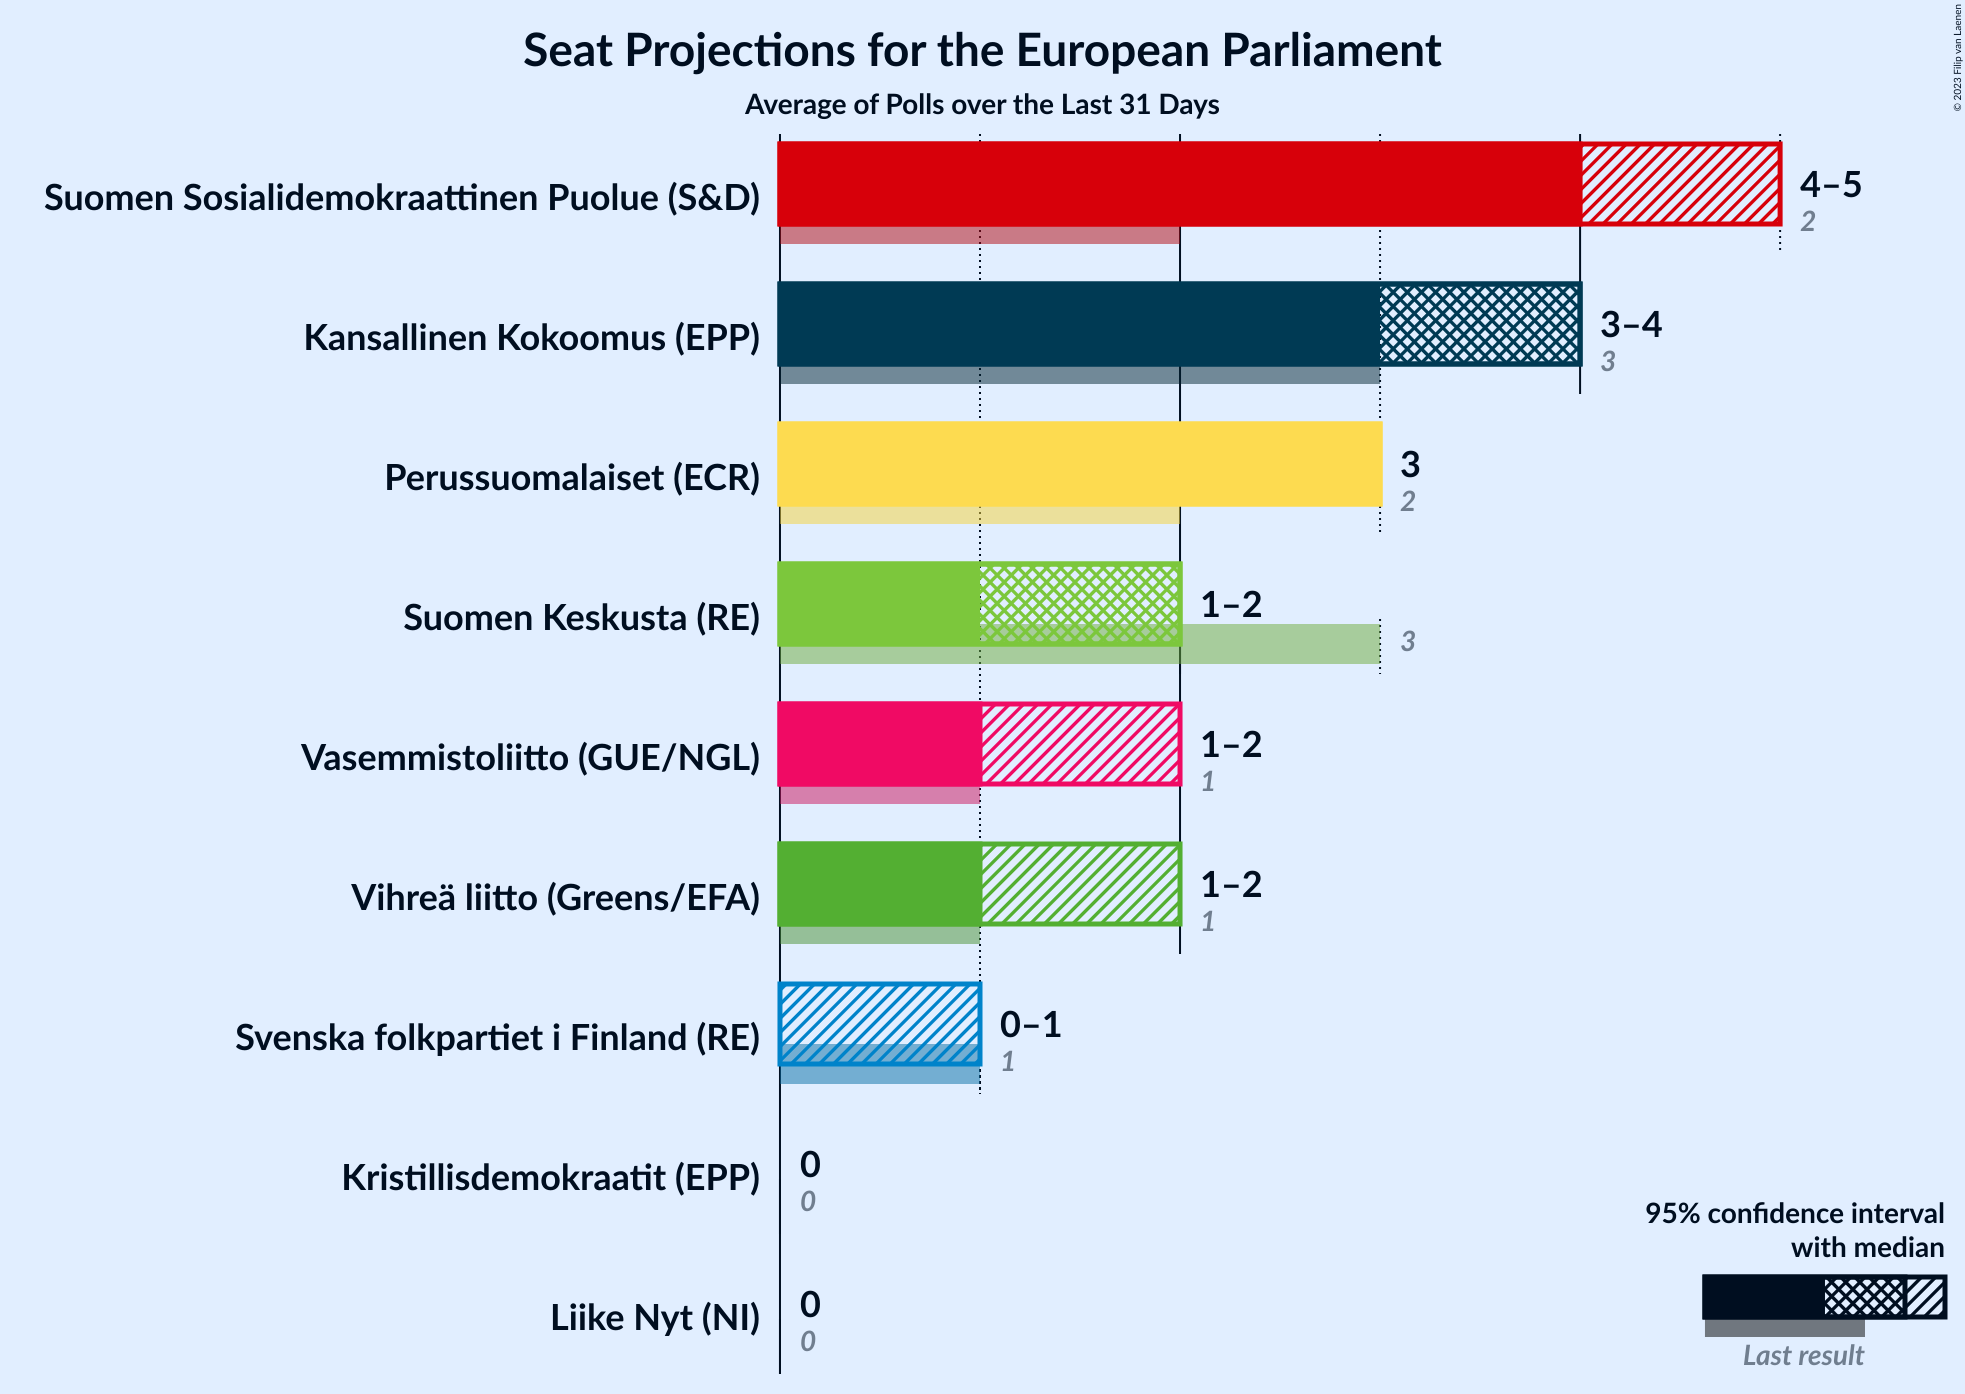 Seat Projections for the European Parliament
Average of Polls over the Last 31 Days
© 2023 Filip van Laenen
Suomen Sosialidemokraattinen Puolue (S&D)
4–5
2
Kansallinen Kokoomus (EPP)
3–4
3
Perussuomalaiset (ECR)
3
2
Suomen Keskusta (RE)
1–2
3
Vasemmistoliitto (GUE/NGL)
1–2
1
Vihreä liitto (Greens/EFA)
1–2
1
Svenska folkpartiet i Finland (RE)
0–1
1
Kristillisdemokraatit (EPP)
0
0
Liike Nyt (NI)
0
0
95% confidence interval
with median
Last result